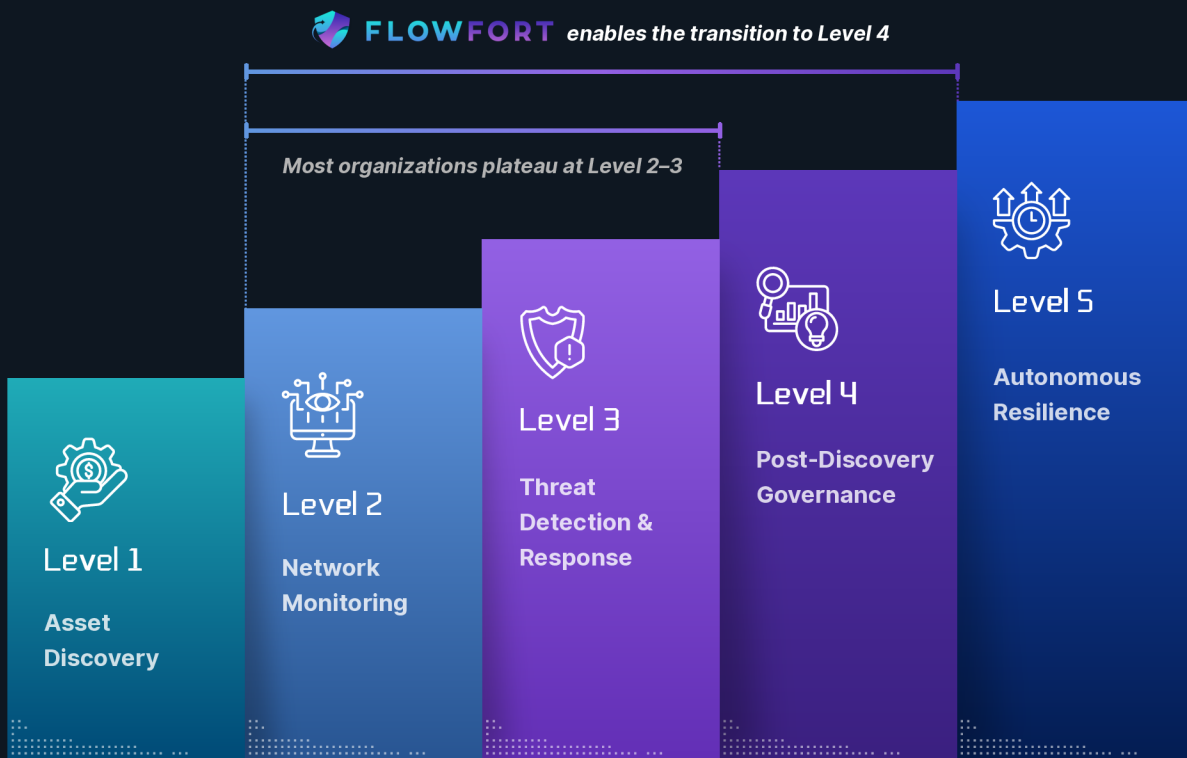 FLOWFORT enables the transition to Level 4
Most organizations plateau at Level 2–3
Level 1
Asset
Discovery
Level 2
Network
Monitoring
Level 3
Threat
Detection &
Response
Level 4
Post-Discovery
Governance
Level 5
Autonomous
Resilience